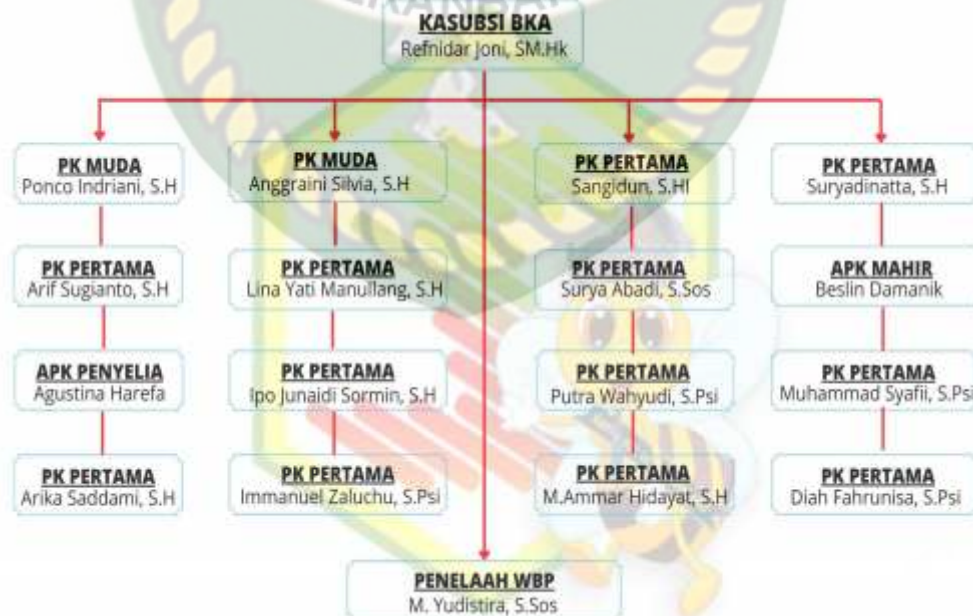 KASUBSI BKA
Refnidar Joni, SM.Hk
PK MUDA
Ponco Indriani, S.H
PK MUDA
Anggraini Silvia, S.H
PK PERTAMA
Sangidun, S.HI
PK PERTAMA
Suryadinatta, S.H
PK PERTAMA
Arif Sugianto, S.H
PK PERTAMA
Lina Yati Manullang, S.H
PK PERTAMA
Surya Abadi, S.Sos
APK MAHIR
Beslin Damanik
APK PENYELIA
Agustina Harefa
PK PERTAMA
Ipo Junaidi Sormin, S.H
PK PERTAMA
Putra Wahyudi, S.Psi
PK PERTAMA
Muhammad Syafii, S.Psi
PK PERTAMA
Arika Saddami, S.H
PK PERTAMA
Immanuel Zaluchu, S.Psi
PK PERTAMA
M.Ammar Hidayat, S.H
PK PERTAMA
Diah Fahrunisa, S.Psi
PENELAAH WBP
M. Yudistira, S.Sos